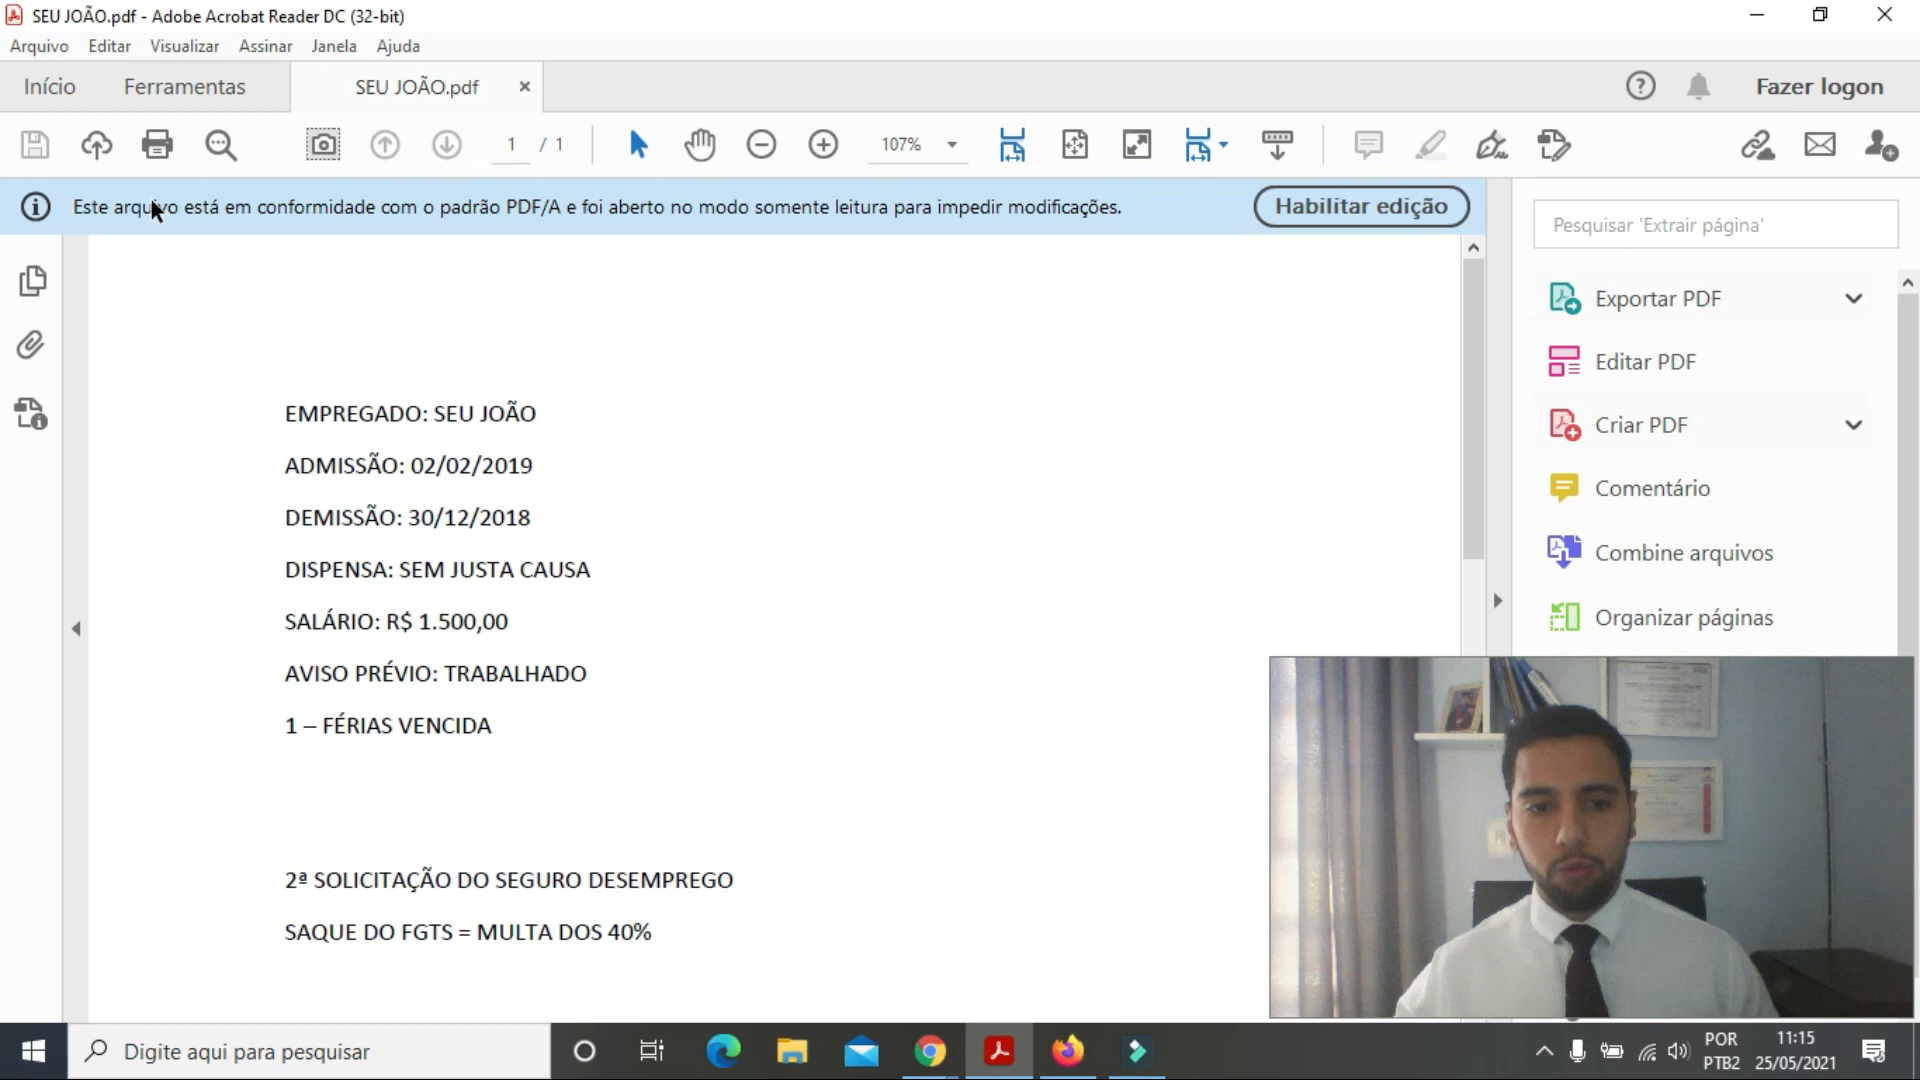 SEU JOÃO.pdf - Adobe Acrobat Reader DC (32-bit)
Arquivo Editar Visualizar Assinar Janela Ajuda
Início Ferramentas SEU JOÃO.pdf × Fazer logon
1 / 1 107%
Este arquivo está em conformidade com o padrão PDF/A e foi aberto no modo somente leitura para impedir modificações. Habilitar edição
Pesquisar 'Extrair página'
Exportar PDF
Editar PDF
Criar PDF
Comentário
Combine arquivos
Organizar páginas
EMPREGADO: SEU JOÃO
ADMISSÃO: 02/02/2019
DEMISSÃO: 30/12/2018
DISPENSA: SEM JUSTA CAUSA
SALÁRIO: R$ 1.500,00
AVISO PRÉVIO: TRABALHADO
1 – FÉRIAS VENCIDA
2ª SOLICITAÇÃO DO SEGURO DESEMPREGO
SAQUE DO FGTS = MULTA DOS 40%
Digite aqui para pesquisar
POR 11:15
PTB2 25/05/2021